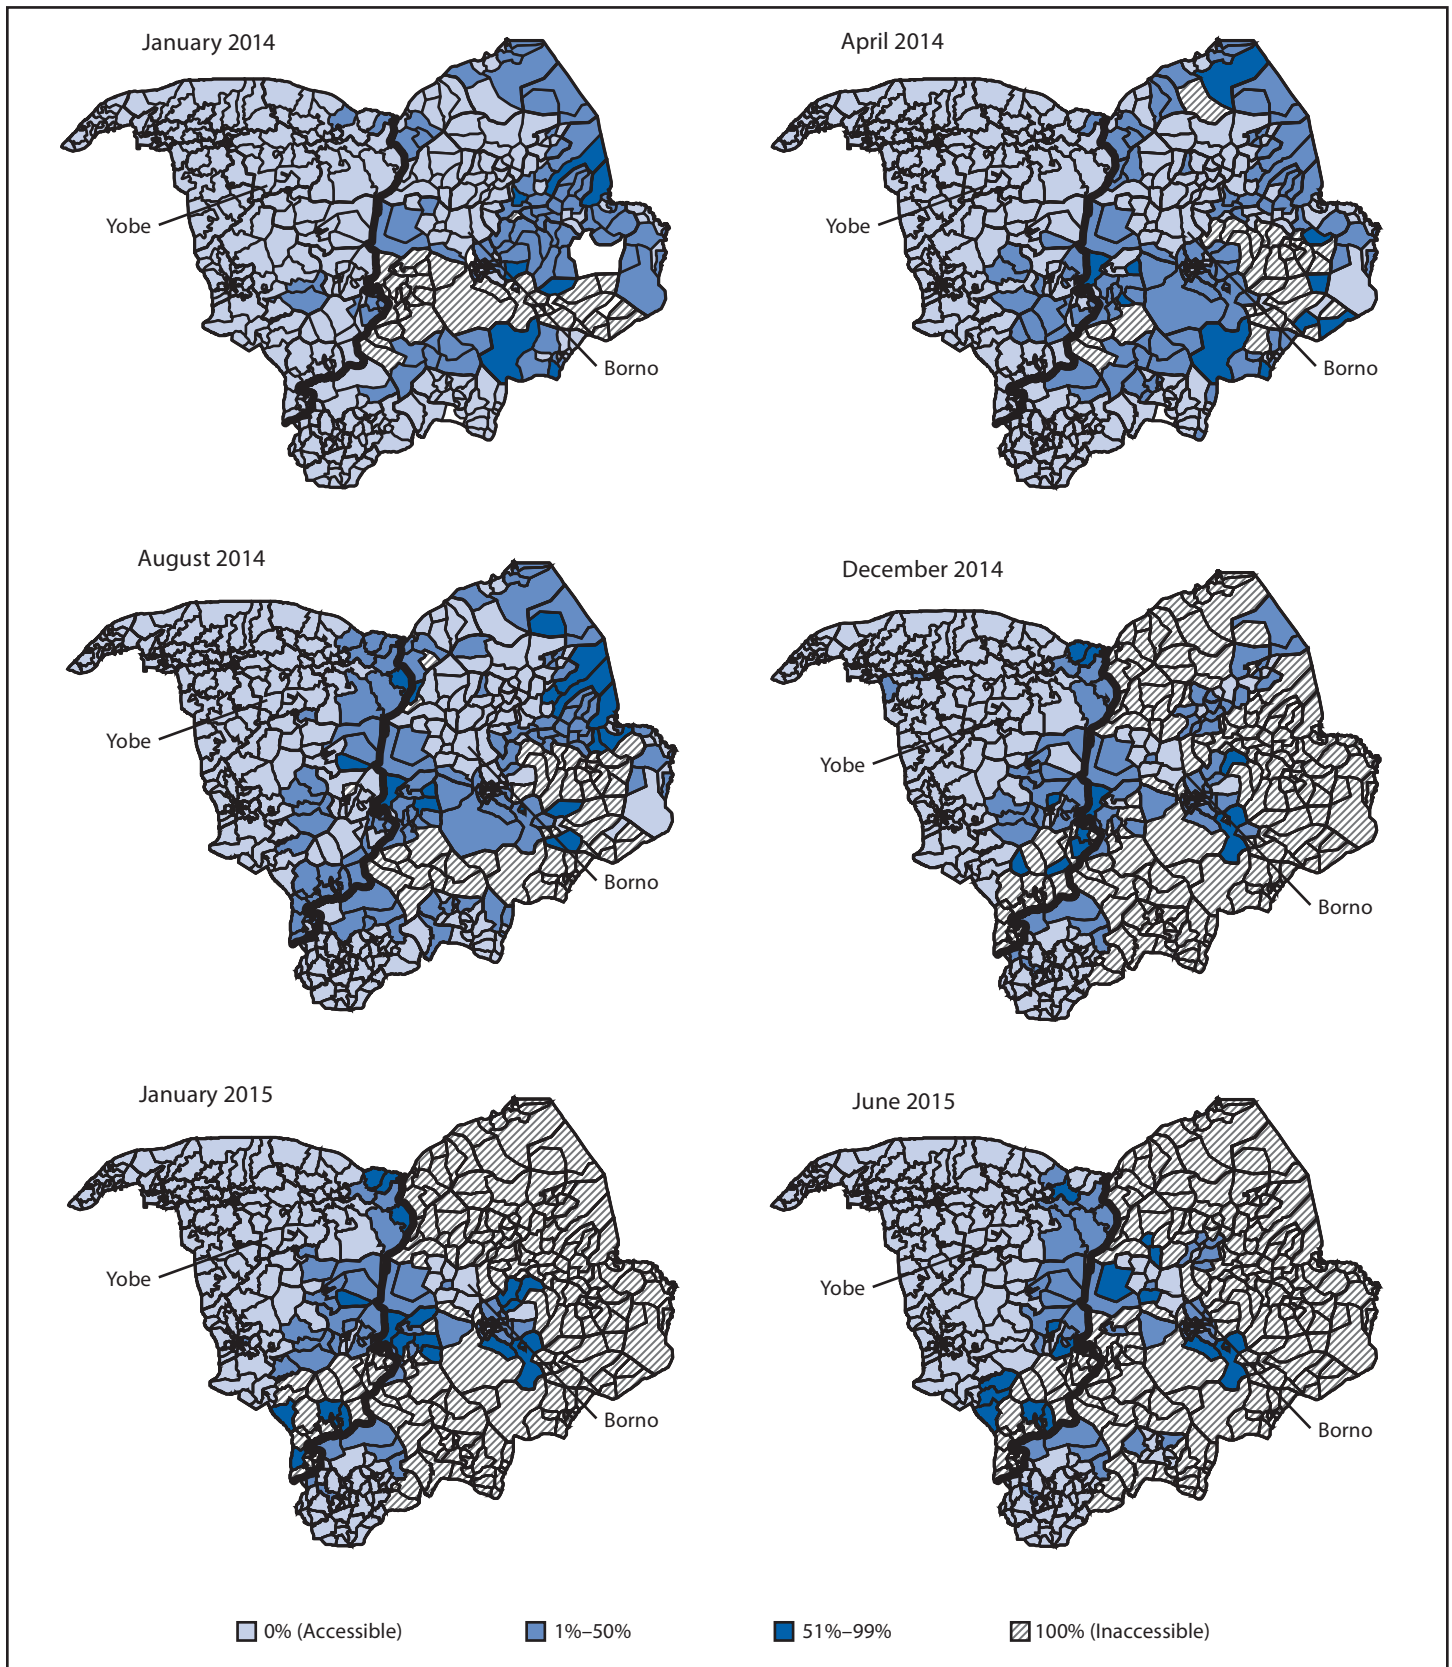 January 2014
April 2014
Yobe
Borno
Yobe
Borno
August 2014
December 2014
Yobe
Borno
Yobe
Borno
January 2015
June 2015
Yobe
Borno
Yobe
Borno
0% (Accessible)
1%–50%
51%–99%
100% (Inaccessible)